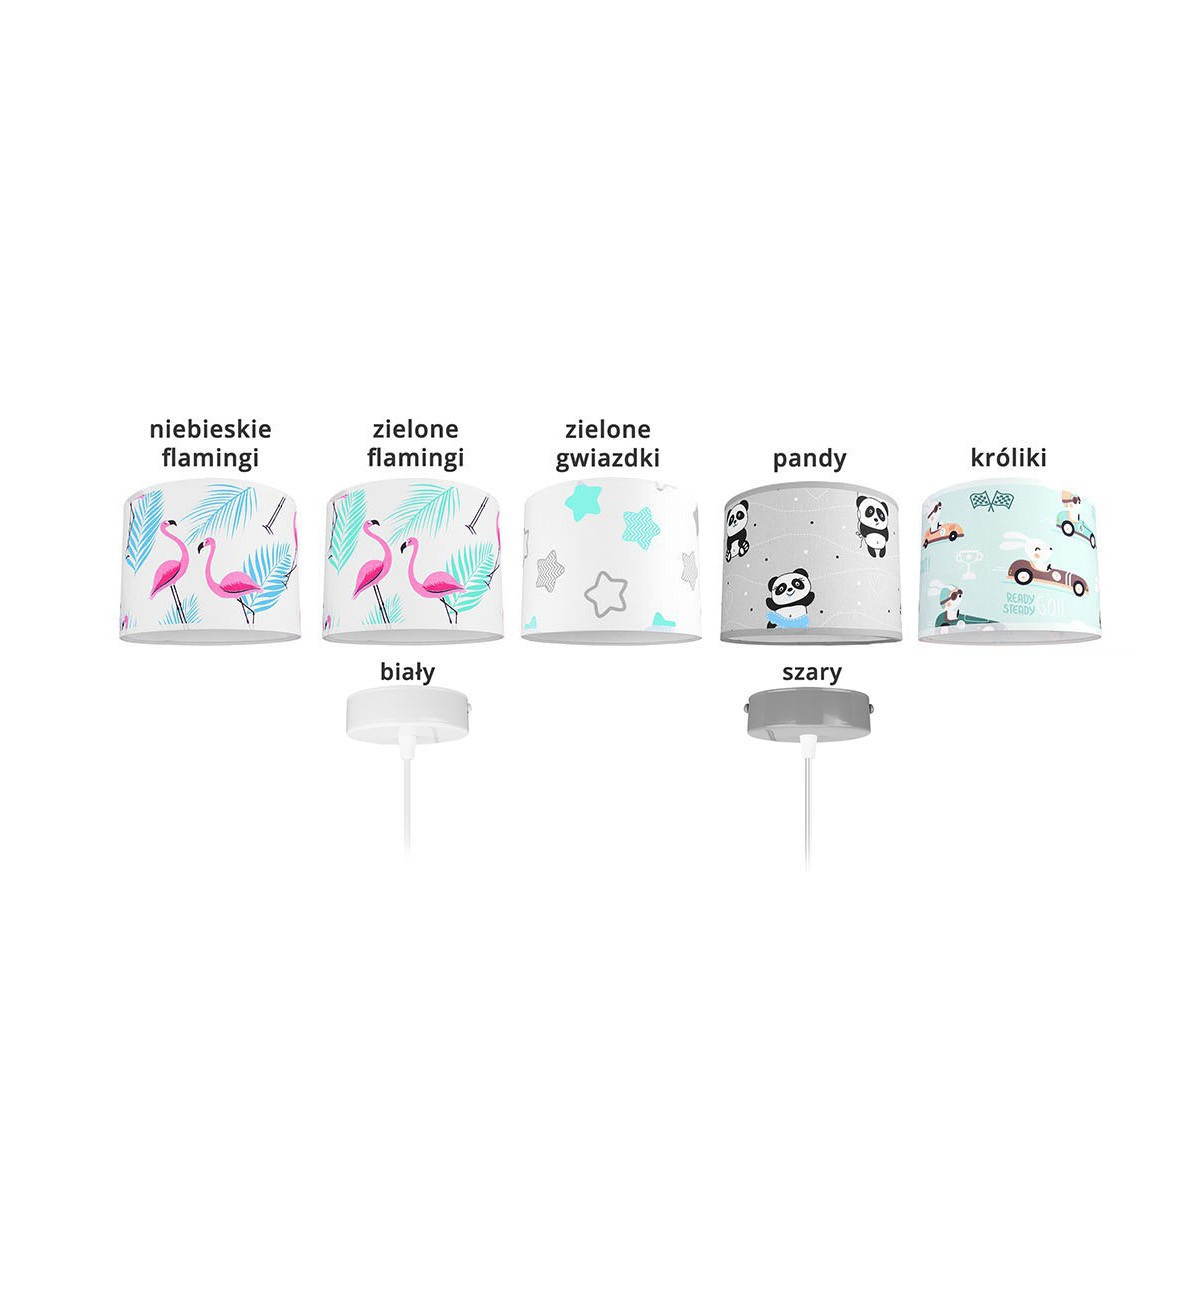 niebieskie
flamingi
zielone
flamingi
zielone
gwiazdki
pandy
króliki
READY
STEADY GO!!
biały
szary